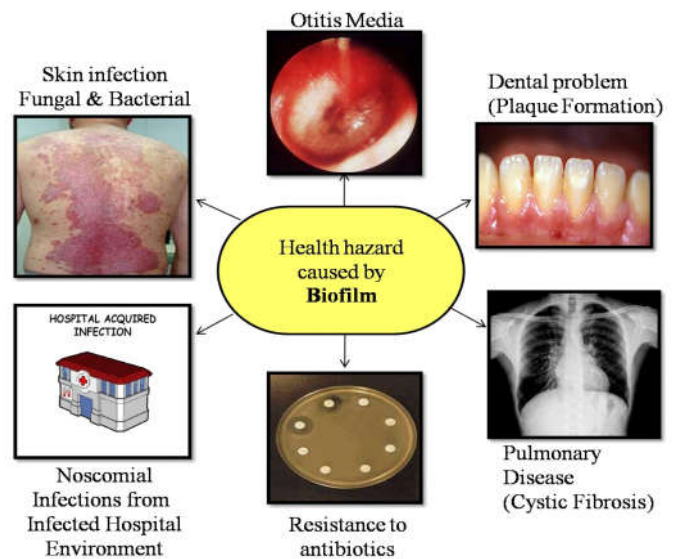 Otitis Media
Skin infection
Fungal & Bacterial
Dental problem
(Plaque Formation)
Health hazard
caused by
Biofilm
HOSPITAL ACQUIRED
INFECTION
Noscomial
Infections from
Infected Hospital
Environment
Resistance to
antibiotics
Pulmonary
Disease
(Cystic Fibrosis)